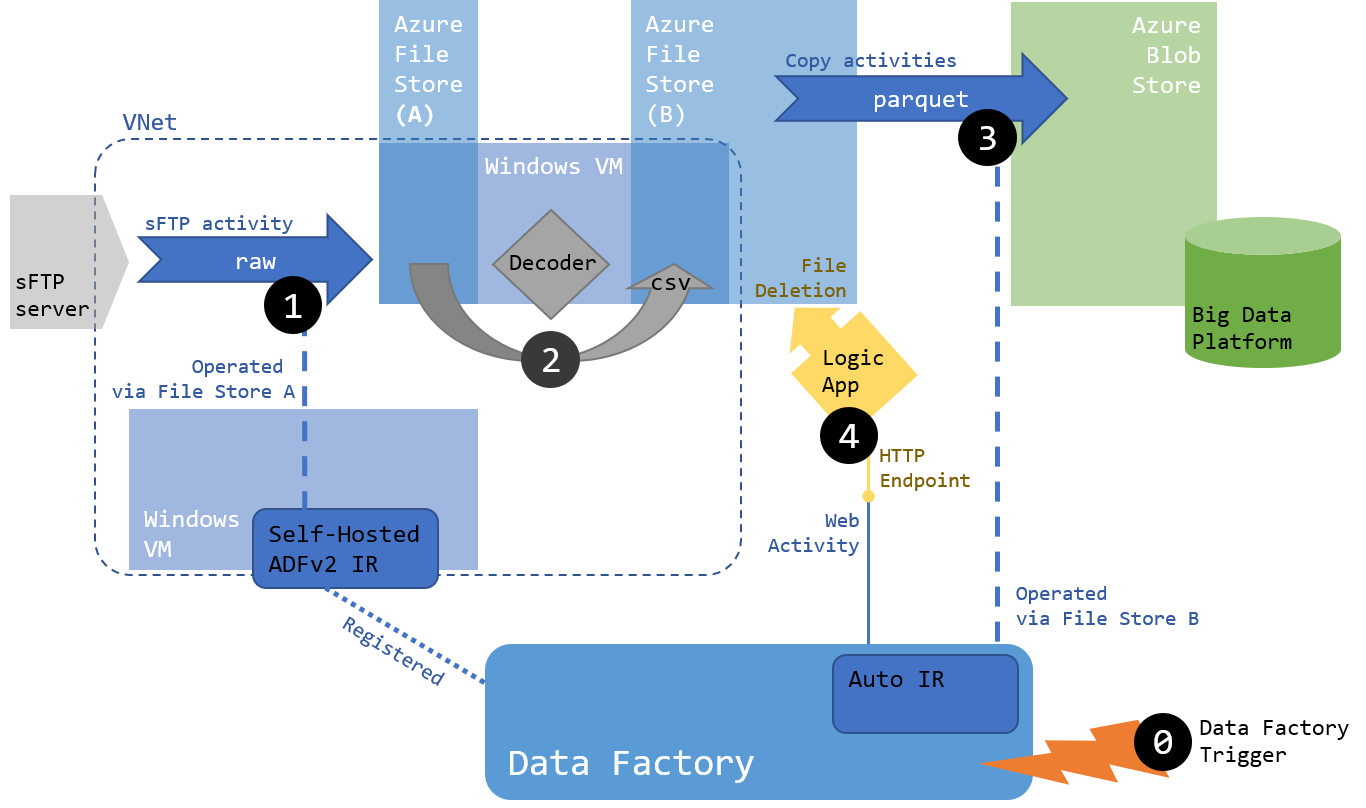 Azure
File
Store
(A)
Azure
File
Store
(B)
Copy activities
parquet
3
Azure
Blob
Store
VNet
Windows VM
sFTP
server
sFTP activity
raw
1
Decoder
csv
2
File
Deletion
Logic
App
4
Big Data
Platform
Operated
via File Store A
HTTP
Endpoint
Windows
VM
Self-Hosted
ADFv2 IR
Web
Activity
Operated
via File Store B
Registered
Auto IR
Data Factory
0
Data Factory
Trigger